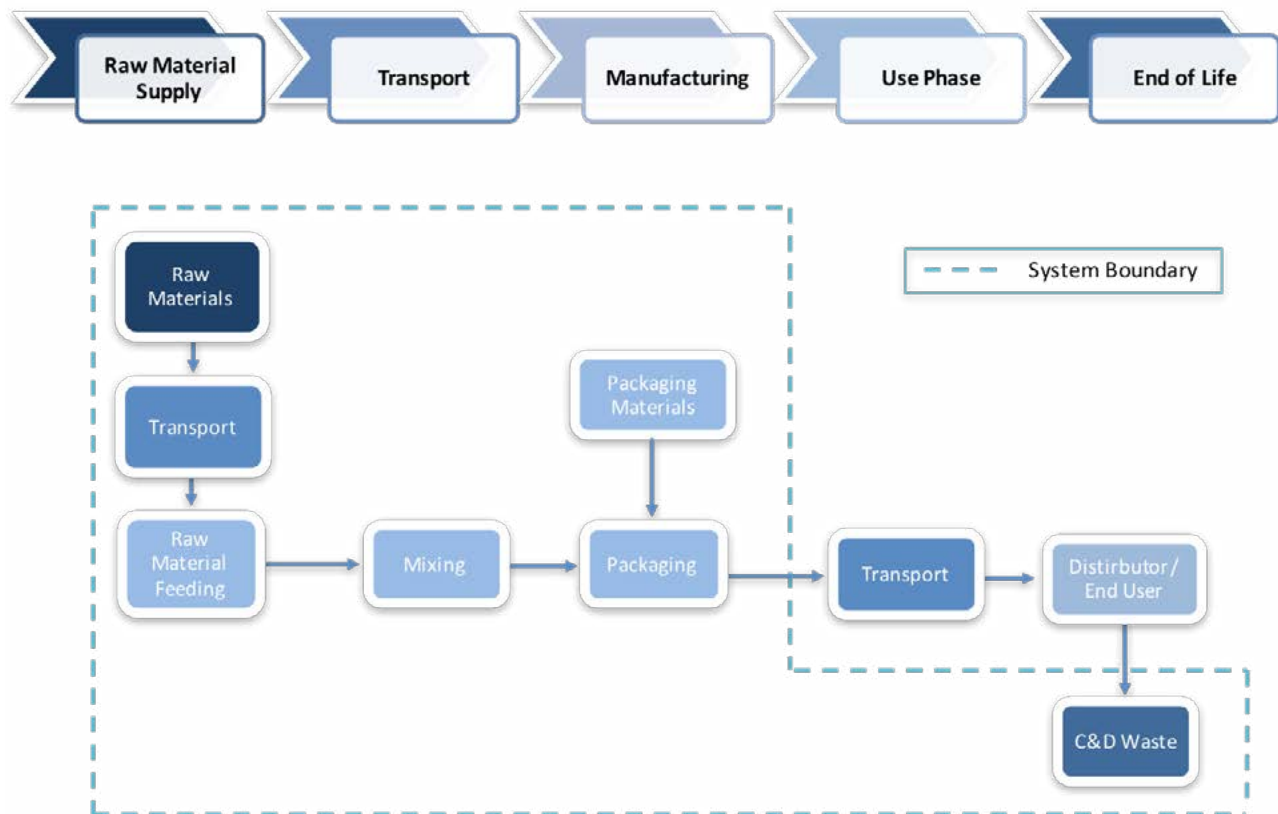 Raw Material
Supply
Transport
Manufacturing
Use Phase
End of Life
Raw
Materials
System Boundary
Transport
Packaging
Materials
Raw
Material
Feeding
Mixing
Packaging
Transport
Distirbutor/
End User
C&D Waste